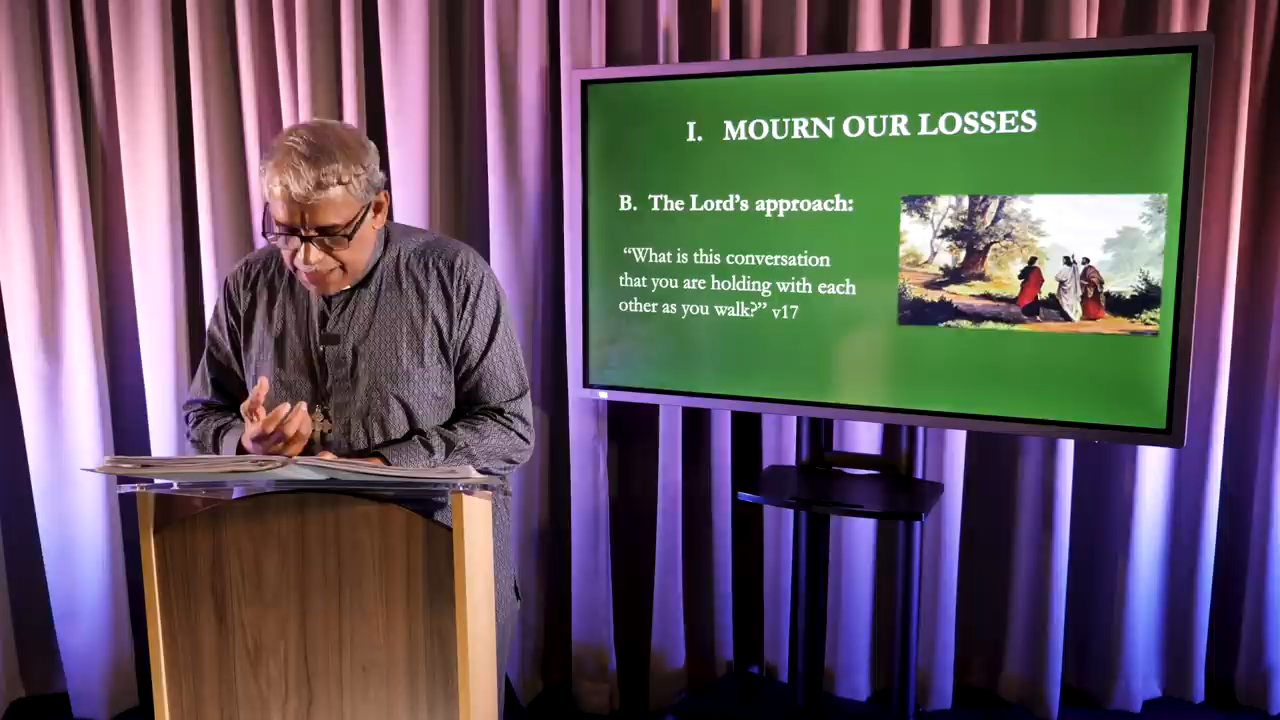 I. MOURN OUR LOSSES
B. The Lord's approach:
“What is this conversation
that you are holding with each
other as you walk?” v17